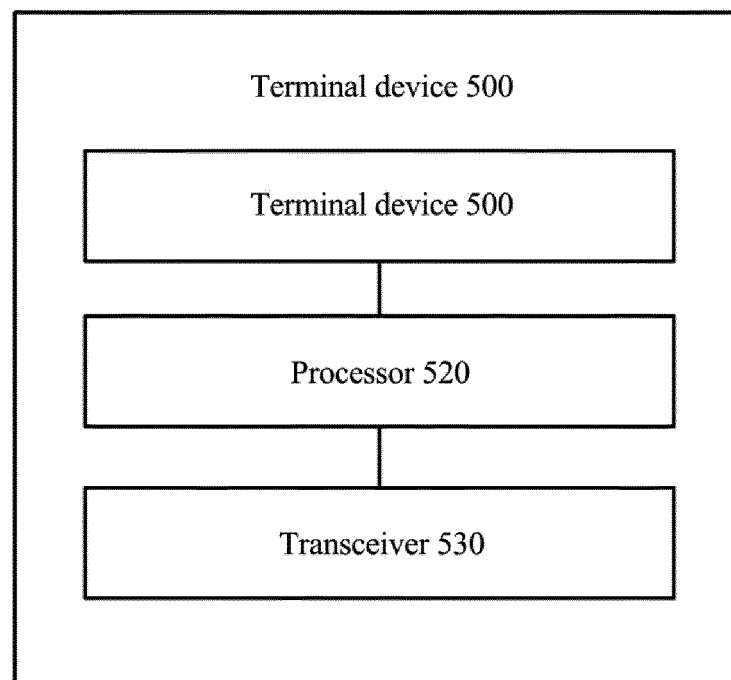 Terminal device 500
Terminal device 500
Processor 520
Transceiver 530